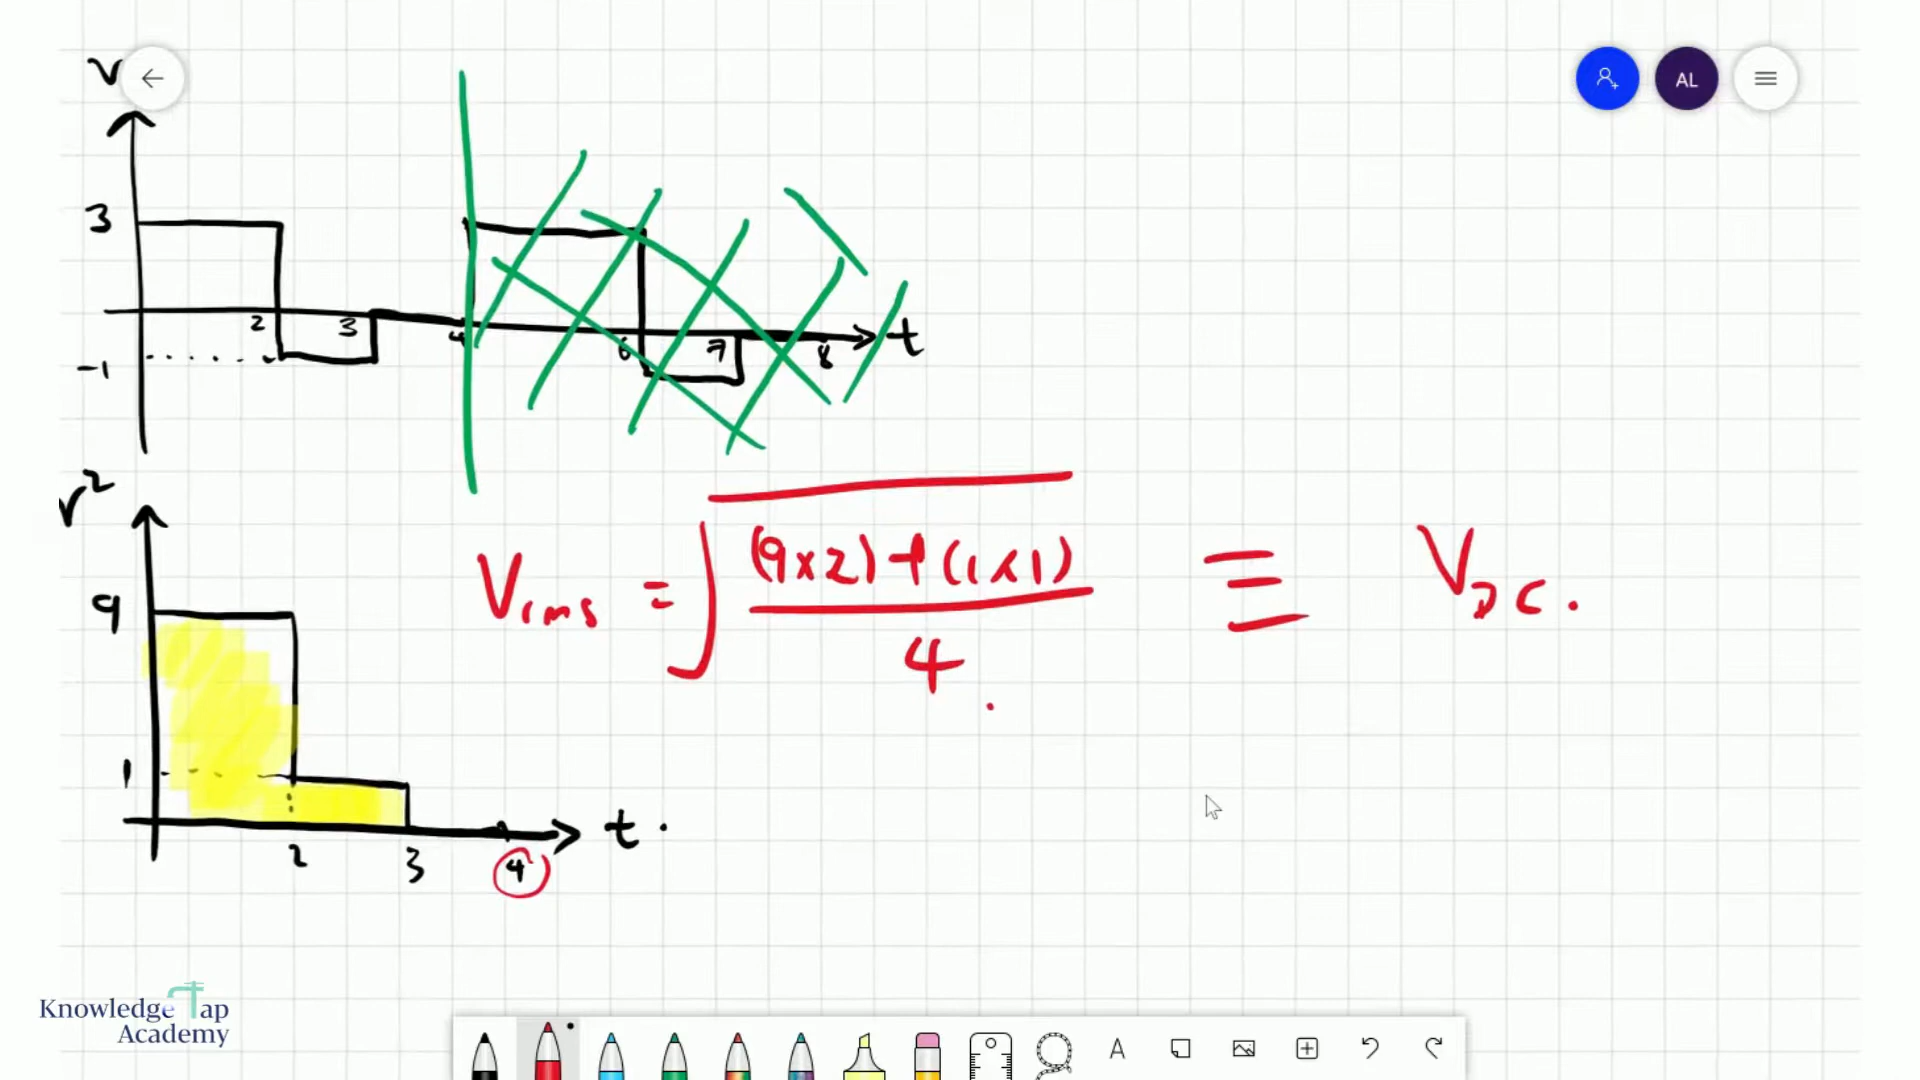 V
AL
3
2 3 4 6 7 8 t
-1
V²
9
Vrms = √((9x2)+(1x1)/4) ≡ VDC.
1
t.
2 3 4
Knowledge Tap
Academy
A